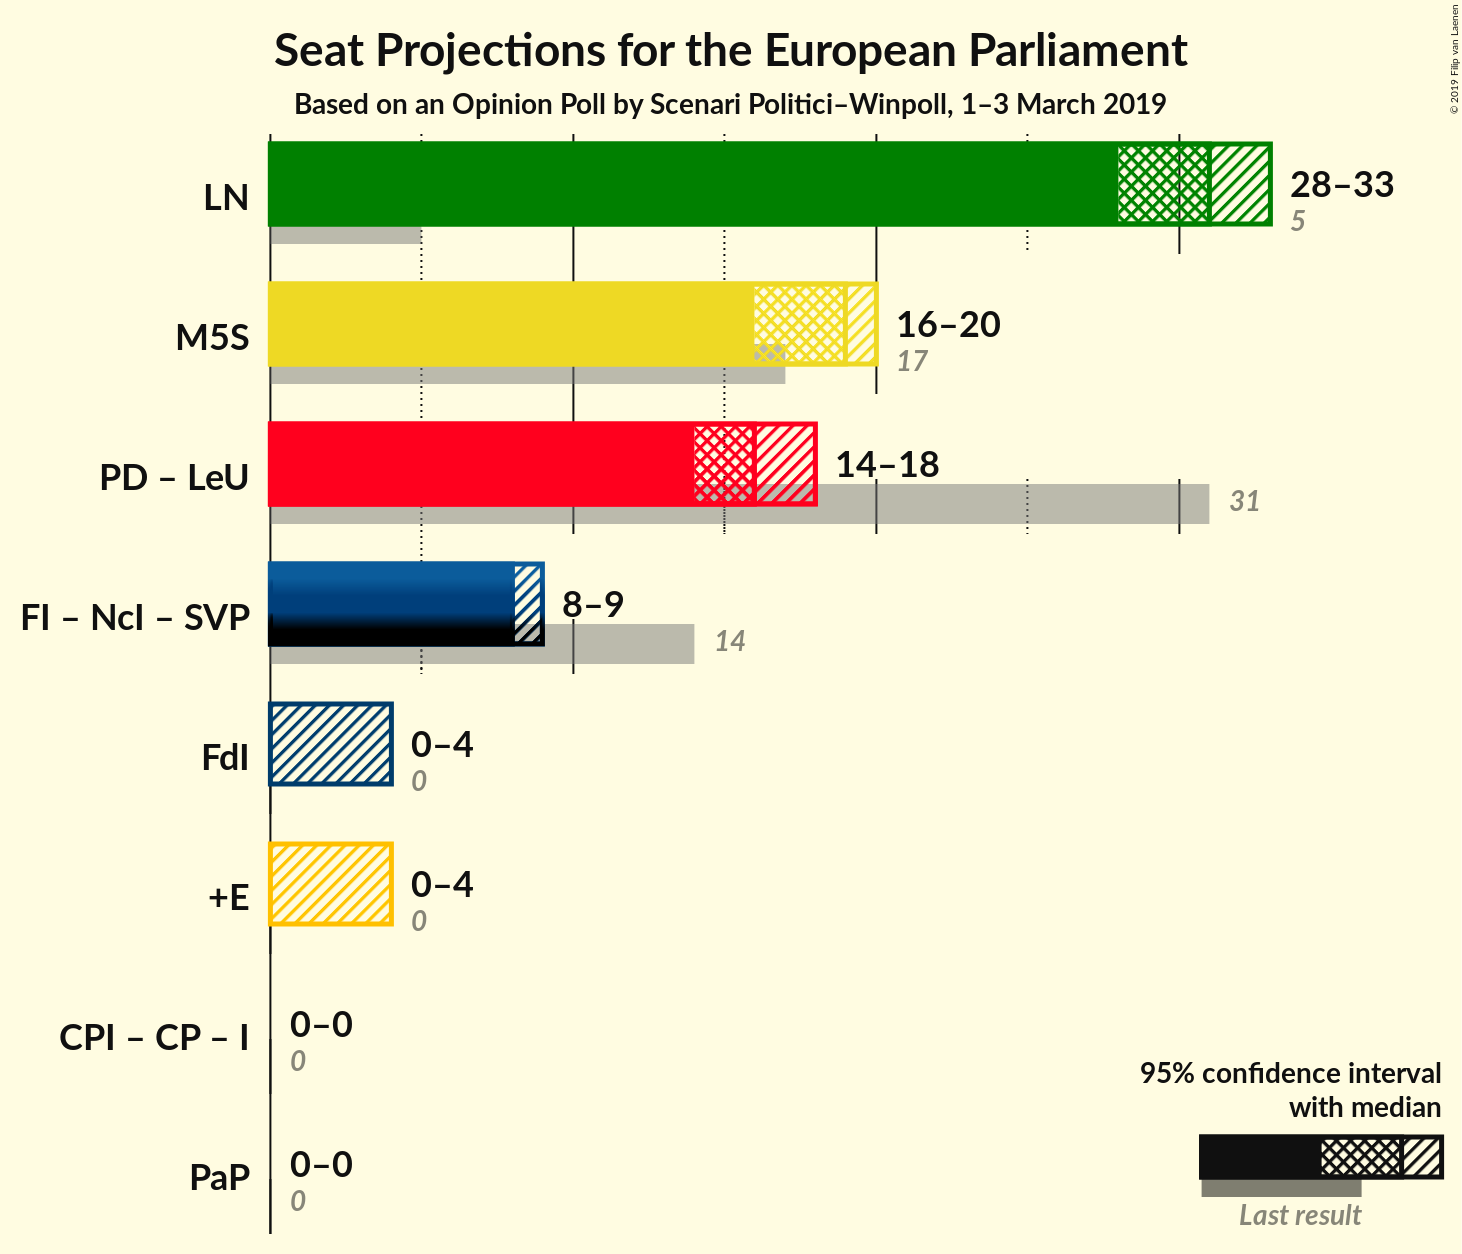 Seat Projections for the European Parliament
Based on an Opinion Poll by Scenari Politici–Winpoll, 1–3 March 2019
© 2019 Filip van Laenen
LN
28–33
5
M5S
16–20
17
PD – LeU
14–18
31
FI – NcI – SVP
8–9
14
FdI
0–4
0
+E
0–4
0
CPI – CP – I
0–0
0
PaP
0–0
0
95% confidence interval
with median
Last result